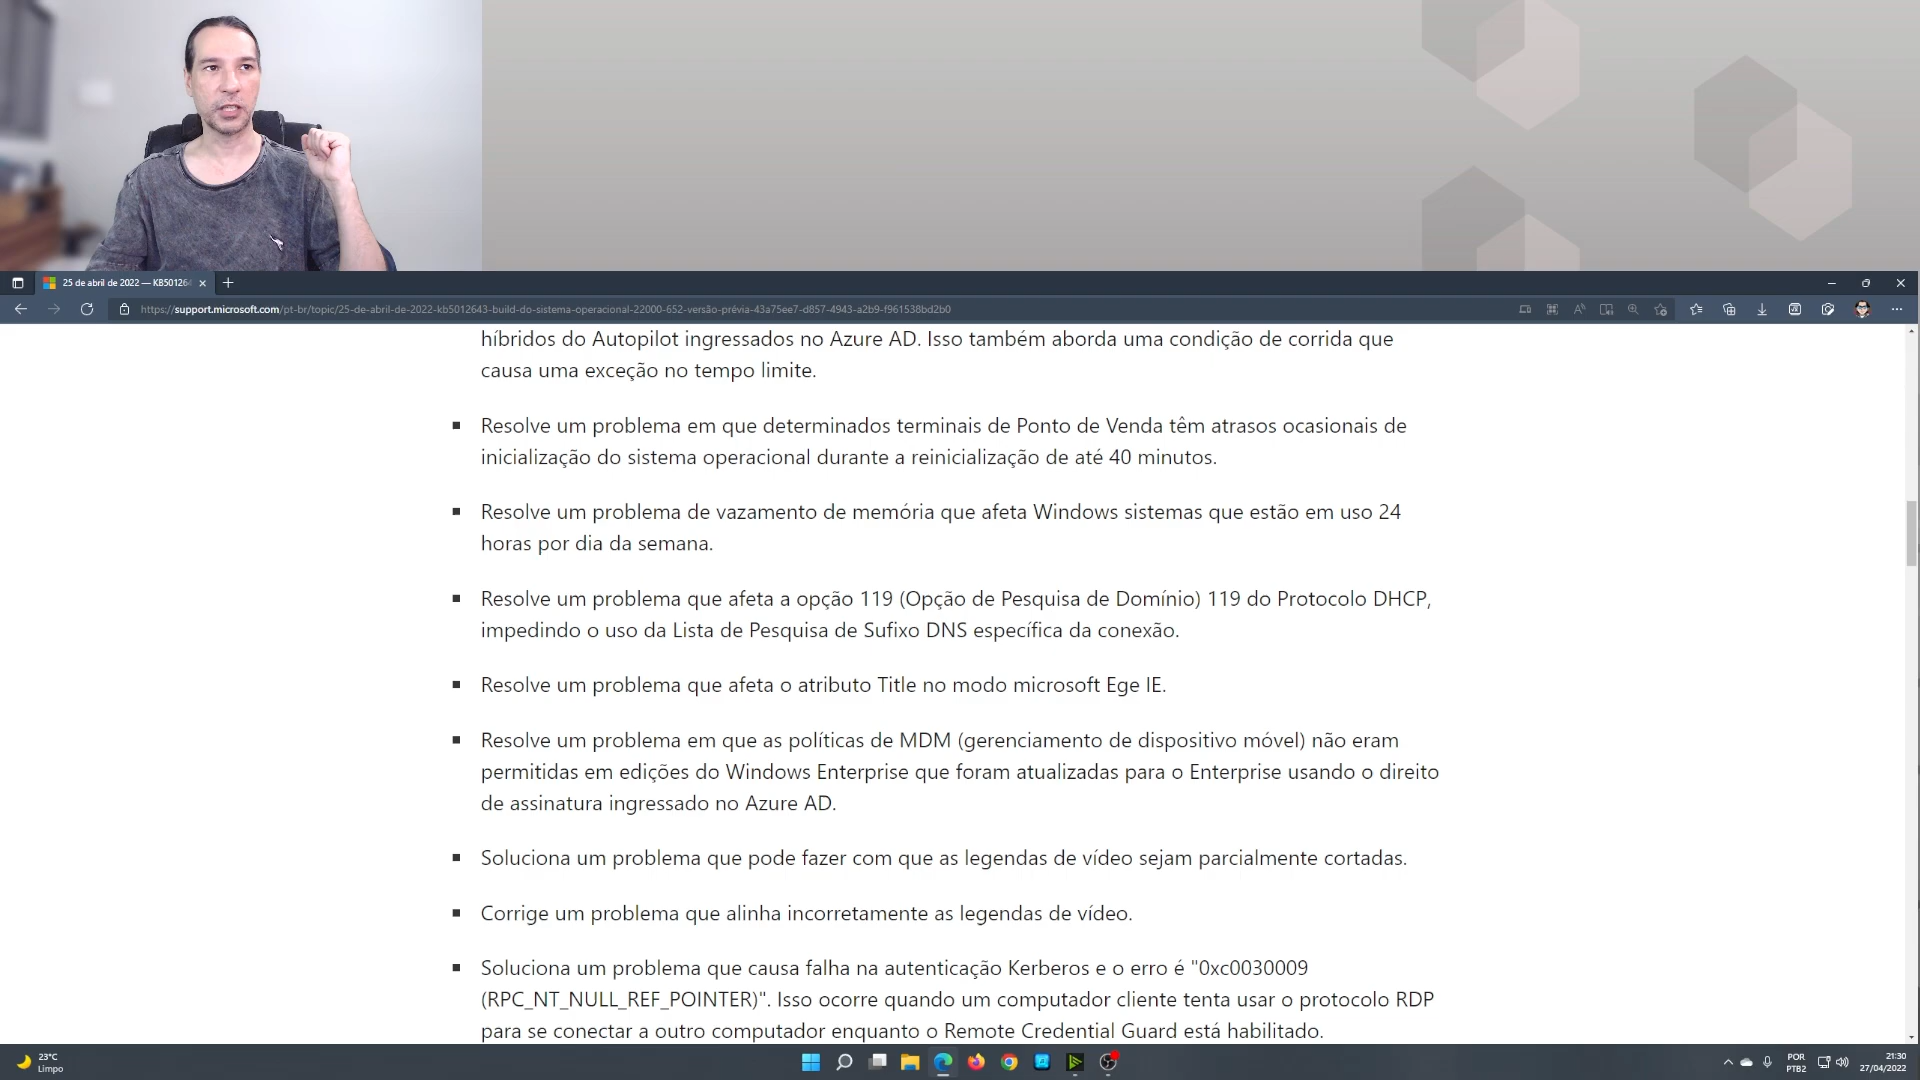 25 de abril de 2022 — KB501264
https://support.microsoft.com/pt-br/topic/25-de-abril-de-2022-kb5012643-build-do-sistema-operacional-22000-652-versão-prévia-43a75ee7-d857-4943-a2b9-f961538bd2b0
híbridos do Autopilot ingressados no Azure AD. Isso também aborda uma condição de corrida que
causa uma exceção no tempo limite.
Resolve um problema em que determinados terminais de Ponto de Venda têm atrasos ocasionais de
inicialização do sistema operacional durante a reinicialização de até 40 minutos.
Resolve um problema de vazamento de memória que afeta Windows sistemas que estão em uso 24
horas por dia da semana.
Resolve um problema que afeta a opção 119 (Opção de Pesquisa de Domínio) 119 do Protocolo DHCP,
impedindo o uso da Lista de Pesquisa de Sufixo DNS específica da conexão.
Resolve um problema que afeta o atributo Title no modo microsoft Ege IE.
Resolve um problema em que as políticas de MDM (gerenciamento de dispositivo móvel) não eram
permitidas em edições do Windows Enterprise que foram atualizadas para o Enterprise usando o direito
de assinatura ingressado no Azure AD.
Soluciona um problema que pode fazer com que as legendas de vídeo sejam parcialmente cortadas.
Corrige um problema que alinha incorretamente as legendas de vídeo.
Soluciona um problema que causa falha na autenticação Kerberos e o erro é "0xc0030009
(RPC_NT_NULL_REF_POINTER)". Isso ocorre quando um computador cliente tenta usar o protocolo RDP
para se conectar a outro computador enquanto o Remote Credential Guard está habilitado.
23°C
Limpo
POR
PTB2
21:30
27/04/2022